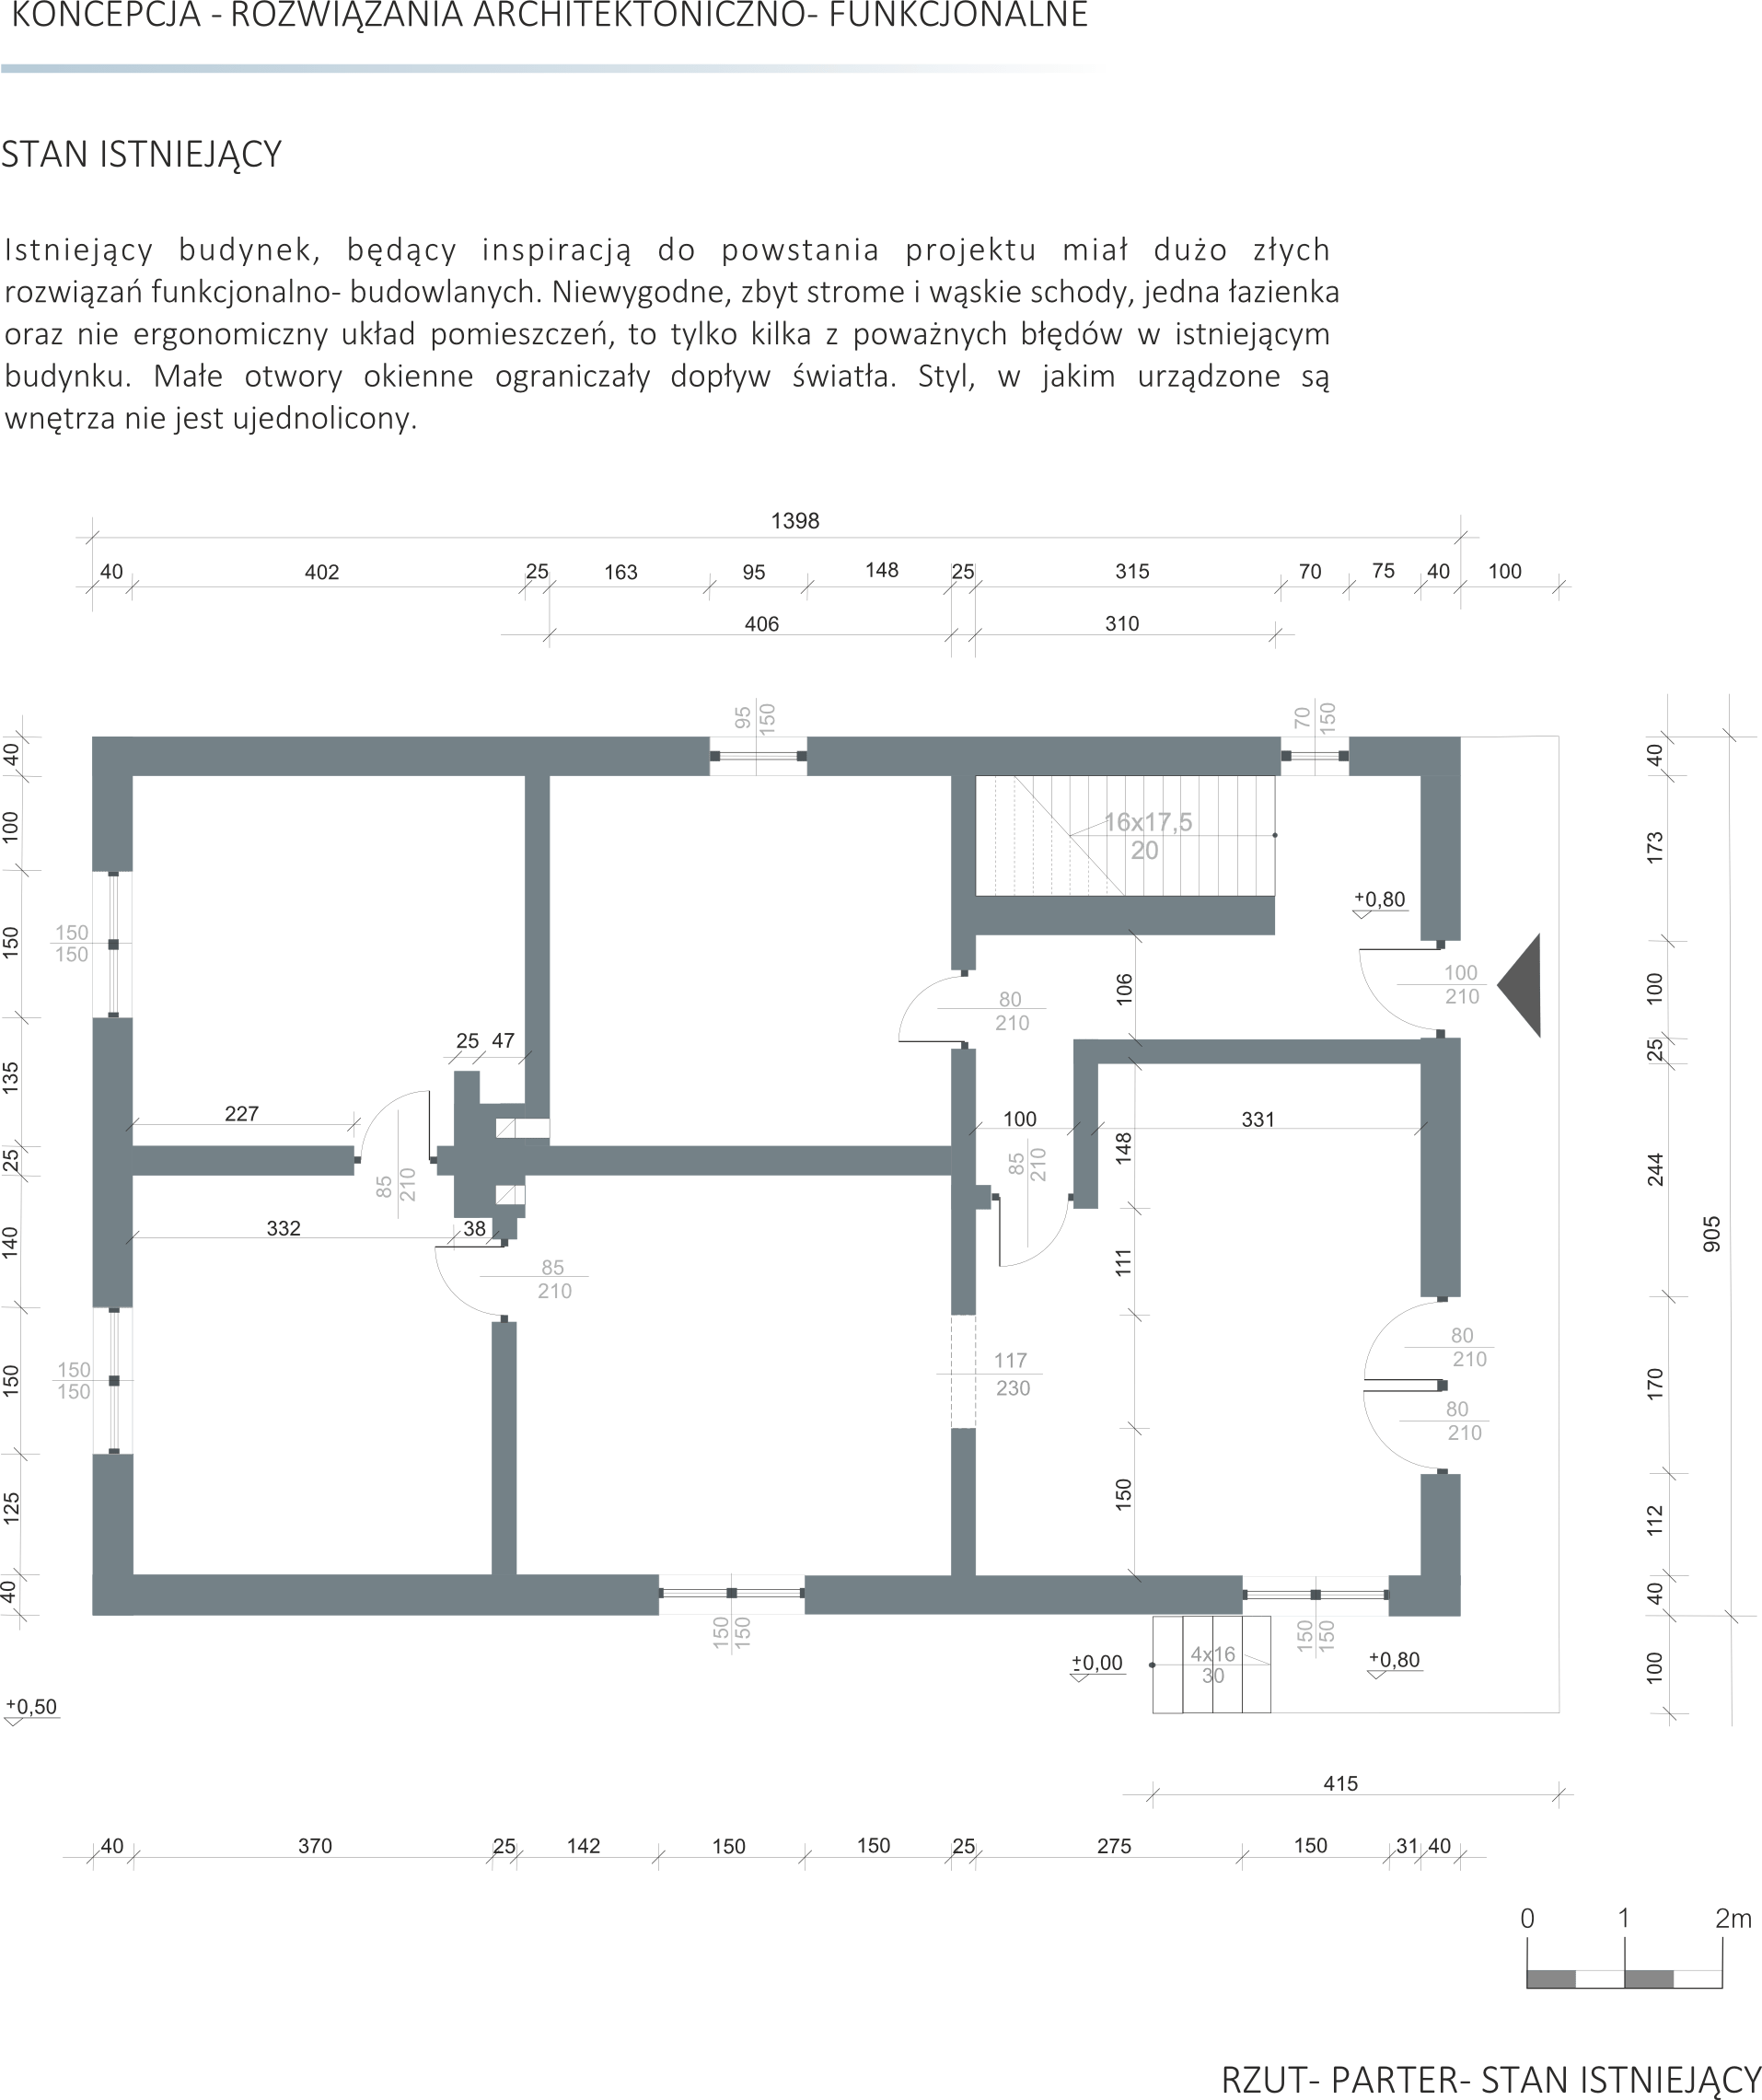 KONCEPCJA - ROZWIĄZANIA ARCHITEKTONICZNO- FUNKCJONALNE
STAN ISTNIEJĄCY
Istniejący budynek, będący inspiracją do powstania projektu miał dużo złych
rozwiązań funkcjonalno- budowlanych. Niewygodne, zbyt strome i wąskie schody, jedna łazienka
oraz nie ergonomiczny układ pomieszczeń, to tylko kilka z poważnych błędów w istniejącym
budynku. Małe otwory okienne ograniczały dopływ światła. Styl, w jakim urządzone są
wnętrza nie jest ujednolicony.
1398
40 402 25 163 95 148 25 315 70 75 40 100
406 310
95 150 70 150
40 100 150 135 25 140 150 125 40
150
150
150
150
16x17,5
20
+0,80
100
210
80
210
106
25 47
227
85 210
332 38
85
210
100
85 210
331
148 111 150
117
230
80
210
80
210
40 173 100 25 244 170 112 40 100
905
150 150
150 150
±0,00
4x16
30
+0,80
+0,50
415
40 370 25 142 150 150 25 275 150 31 40
0 1 2m
RZUT- PARTER- STAN ISTNIEJĄCY